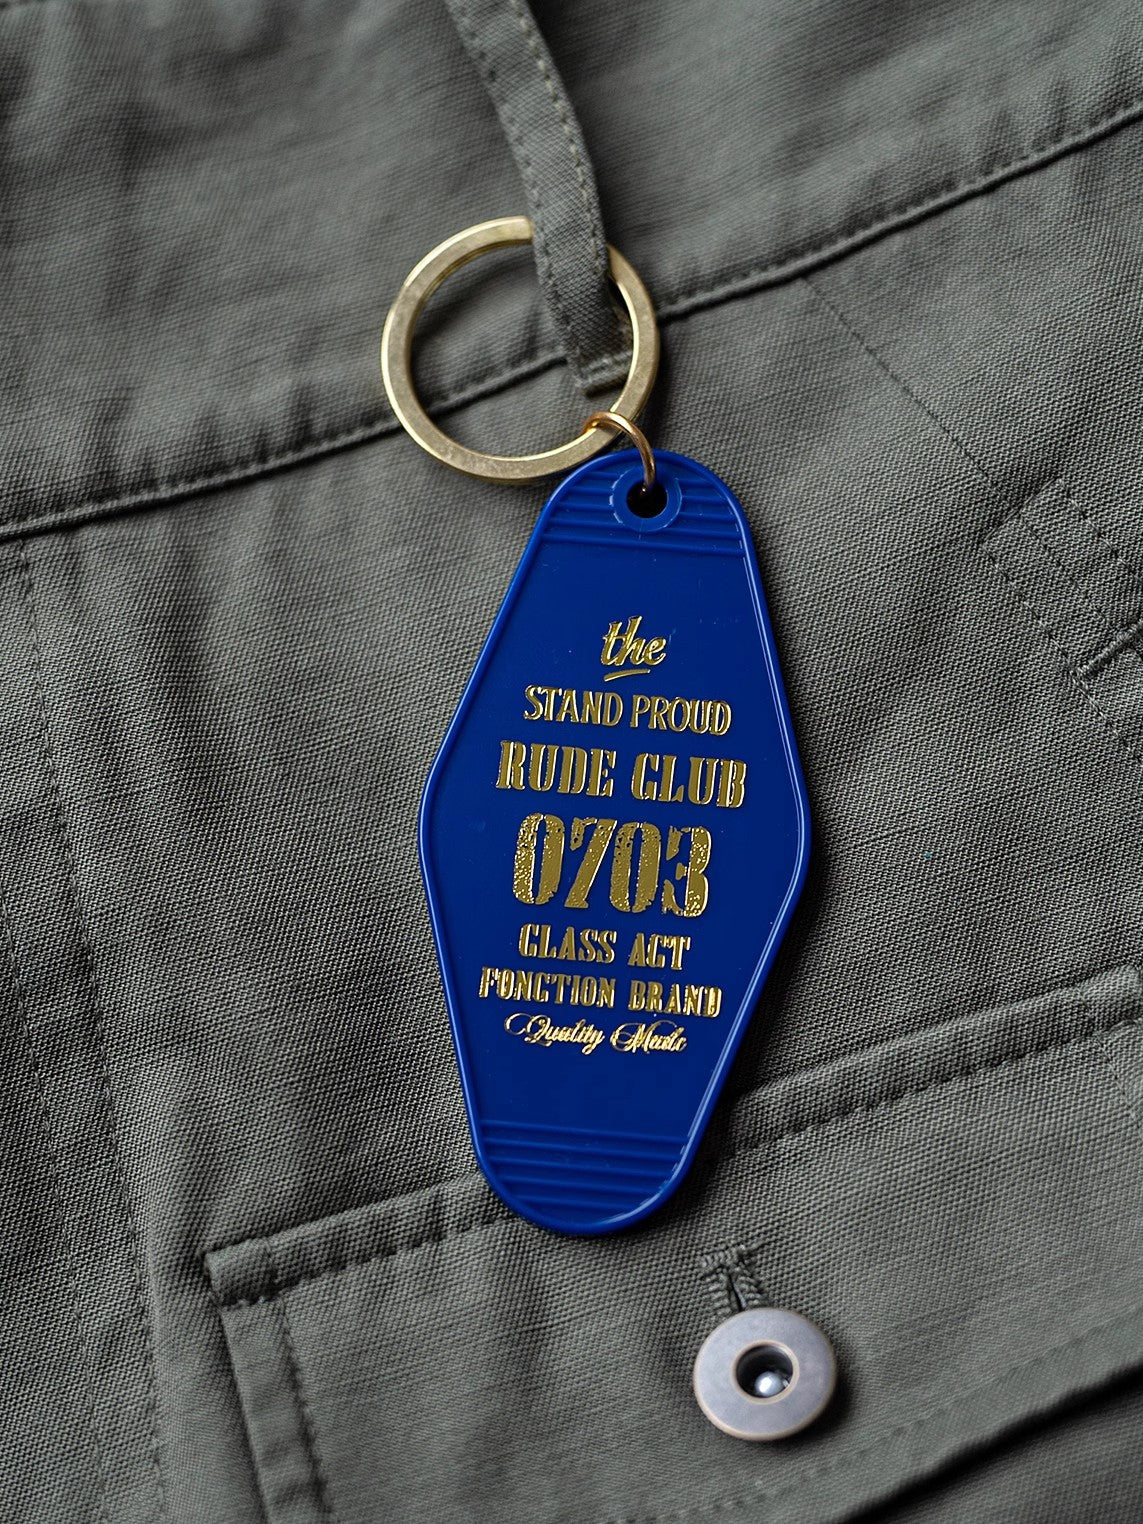 the
STAND PROUD
RUDE CLUB
0703
CLASS ACT
FONCTION BRAND
Quality Made